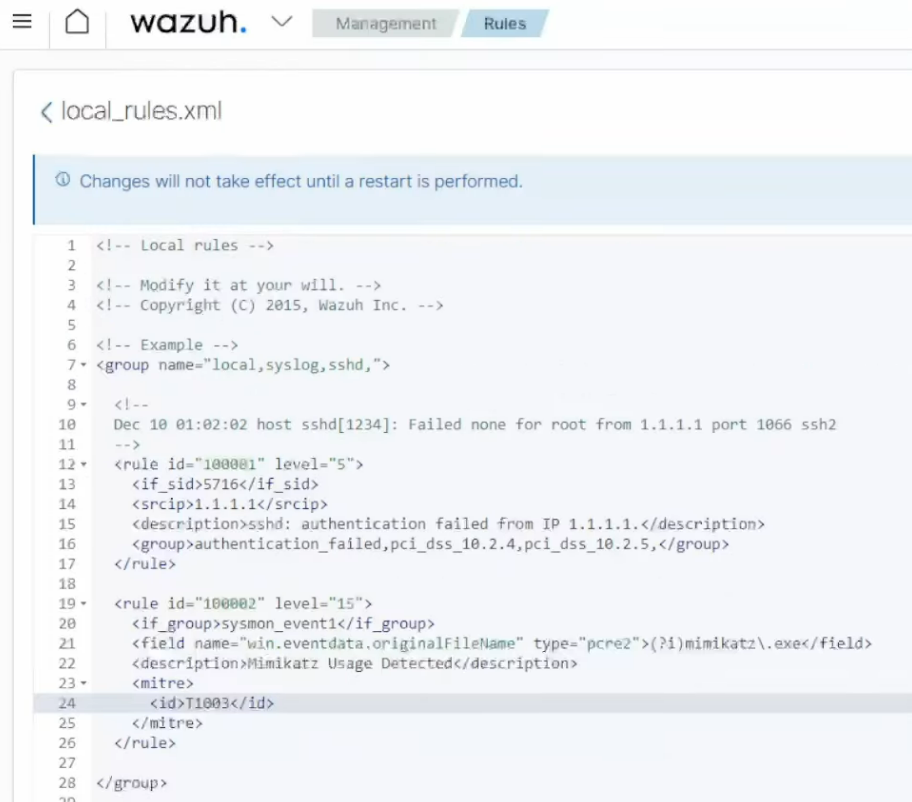 wazuh. Management Rules
local_rules.xml
Changes will not take effect until a restart is performed.
1 <!-- Local rules -->
2
3 <!-- Modify it at your will. -->
4 <!-- Copyright (C) 2015, Wazuh Inc. -->
5
6 <!-- Example -->
7 <group name="local,syslog,sshd,">
8
9 <!--
10 Dec 10 01:02:02 host sshd[1234]: Failed none for root from 1.1.1.1 port 1066 ssh2
11 -->
12 <rule id="100001" level="5">
13 <if_sid>5716</if_sid>
14 <srcip>1.1.1.1</srcip>
15 <description>sshd: authentication failed from IP 1.1.1.1.</description>
16 <group>authentication_failed,pci_dss_10.2.4,pci_dss_10.2.5,</group>
17 </rule>
18
19 <rule id="100002" level="15">
20 <if_group>sysmon_event1</if_group>
21 <field name="win.eventdata.originalFileName" type="pcre2">(?i)mimikatz\.exe</field>
22 <description>Mimikatz Usage Detected</description>
23 <mitre>
24 <id>T1003</id>
25 </mitre>
26 </rule>
27
28 </group>